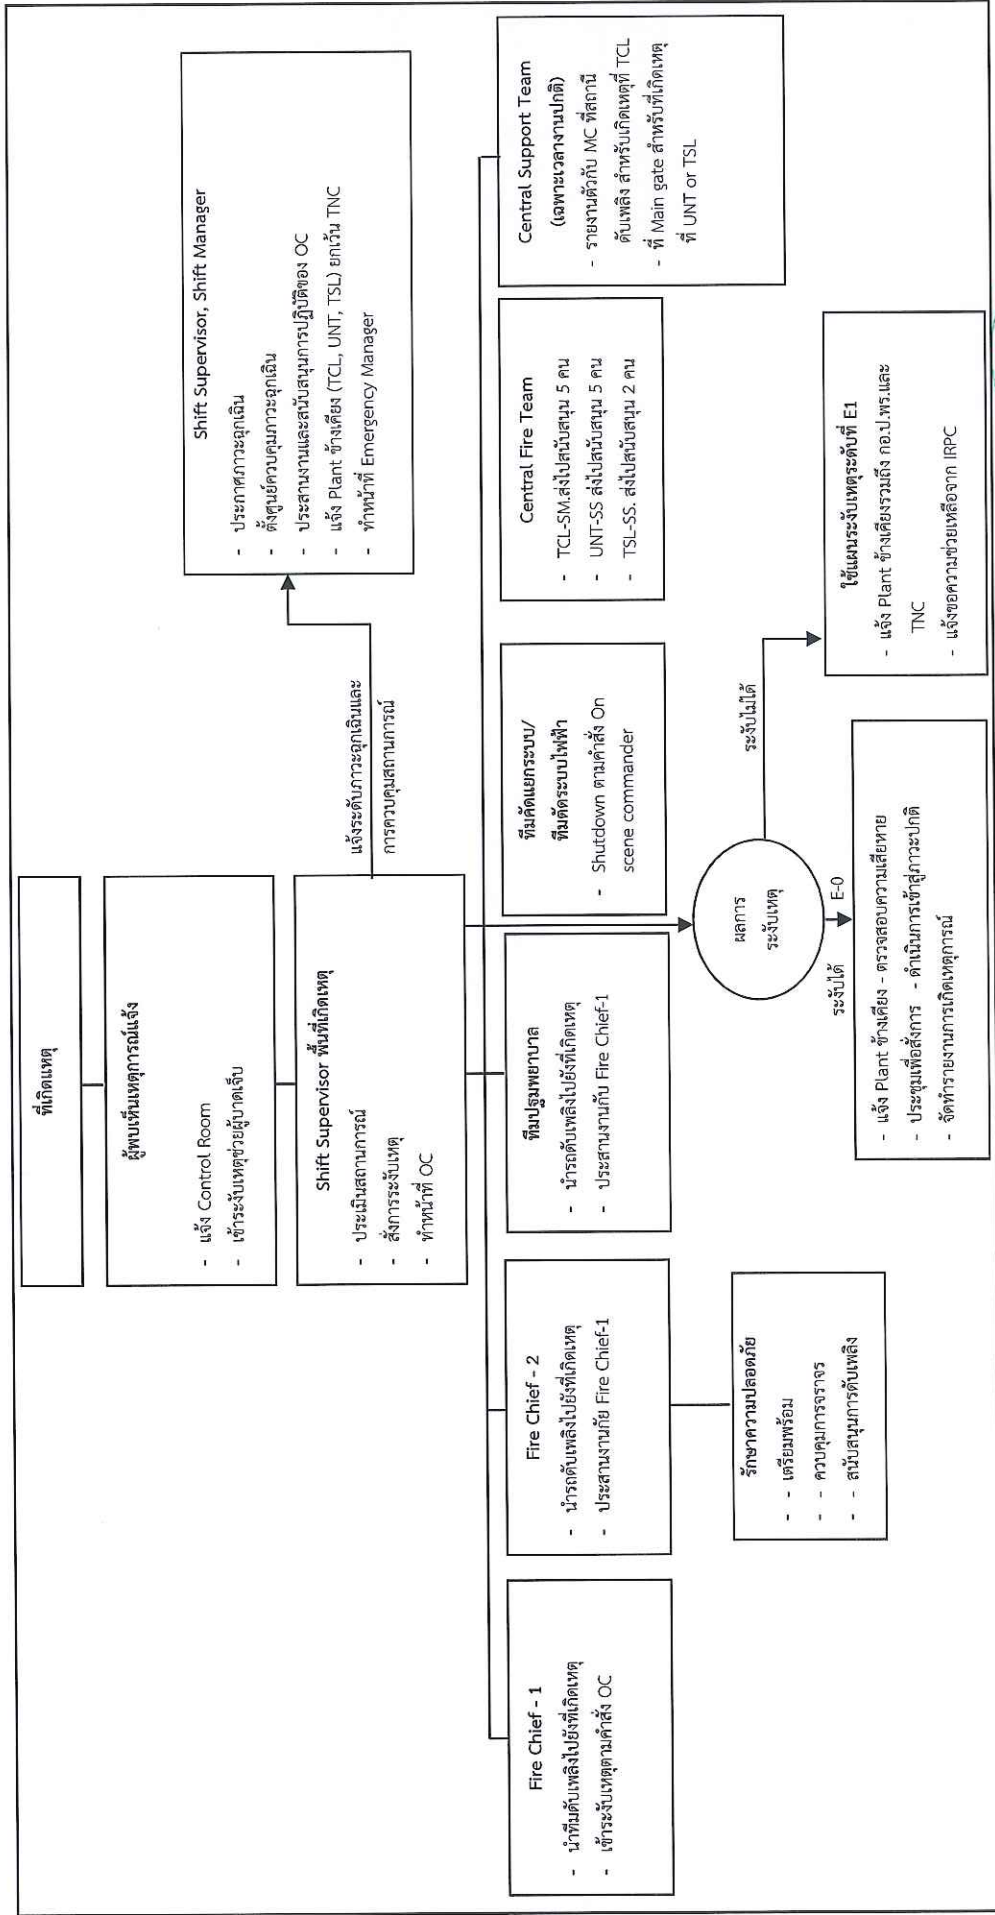 ที่เกิดแหตุ
ผู้พบเห็นเหตุการณ์แจ้ง
- แจ้ง Control Room
- เข้าระงับเหตุช่วยผู้บาดเจ็บ
Shift Supervisor พื้นที่เกิดเหตุ
- ประเมินสถานการณ์
- สั่งการระงับเหตุ
- ทำหน้าที่ OC
แจ้งระดับภาวะฉุกเฉินและ
การควบคุมสถานการณ์
Shift Supervisor, Shift Manager
- ประกาศภาวะฉุกเฉิน
- ตั้งศูนย์ควบคุมภาวะฉุกเฉิน
- ประสานงานและสนับสนุนการปฏิบัติของ OC
- แจ้ง Plant ข้างเคียง (TCL, UNT, TSL) ยกเว้น TNC
- ทำหน้าที่ Emergency Manager
Fire Chief - 1
- นำทีมดับเพลิงไปยังที่เกิดเหตุ
- เข้าระงับเหตุตามคำสั่ง OC
Fire Chief - 2
- นำรถดับเพลิงไปยังที่เกิดเหตุ
- ประสานงานกัย Fire Chief-1
ทีมปฐมพยาบาล
- นำรถดับเพลิงไปยังที่เกิดเหตุ
- ประสานงานกับ Fire Chief-1
ทีมคัดแยกระบบ/
ทีมตัดระบบไฟฟ้า
- Shutdown ตามคำสั่ง On
scene commander
Central Fire Team
- TCL-SM.ส่งไปสนับสนุน 5 คน
- UNT-SS ส่งไปสนับสนุน 5 คน
- TSL-SS. ส่งไปสนับสนุน 2 คน
Central Support Team
(เฉพาะเวลางานปกติ)
- รายงานตัวกับ MC ที่สถานี
ดับเพลิง สำหรับเกิดเหตุที่ TCL
- ที่ Main gate สำหรับที่เกิดเหตุ
ที่ UNT or TSL
รักษาความปลอดภัย
- - เตรียมพร้อม
- - ควบคุมการจราจร
- - สนับสนุนการดับเพลิง
ผลการ
ระงับเหตุ
ระงับได้
E-0
ระงับไม่ได้
- แจ้ง Plant ข้างเคียง - ตรวจสอบความเสียหาย
- ประชุมเพื่อสั่งการ - ดำเนินการเข้าสู่ภาวะปกติ
- จัดทำรายงานการเกิดเหตุการณ์
ใช้แผนระงับเหตุระดับที่ E1
- แจ้ง Plant ข้างเคียงรวมถึง กอ.ป.พร.และ
TNC
- แจ้งขอความช่วยเหลือจาก IRPC